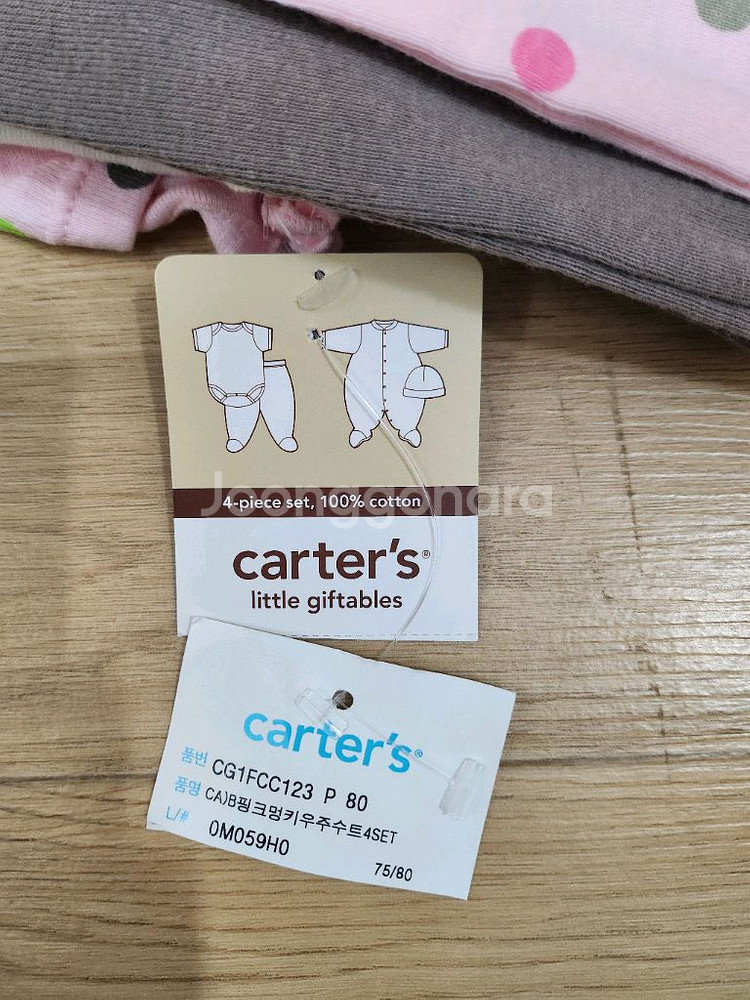 4-piece set, 100% cotton
Joonggonara
carter's®
little giftables
carter's®
품번 CG1FCC123 P 80
품명 CA)B핑크멍키우주수트4SET
L/# 0M059H0
75/80